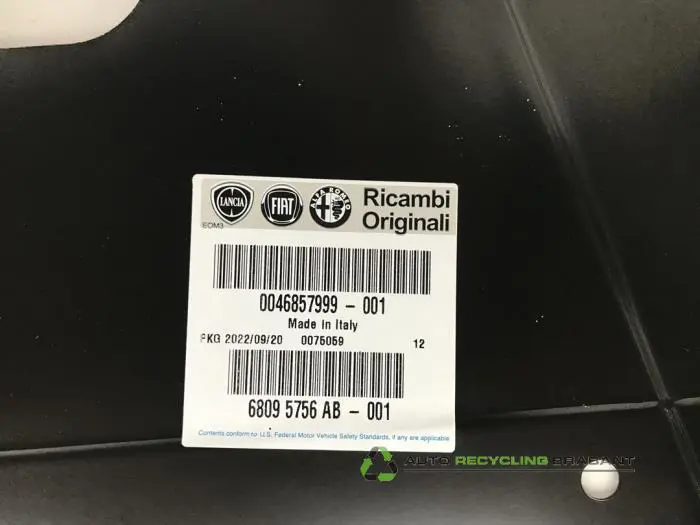 LANCIA FIAT ALFA ROMEO Ricambi
Originali
EOM3
0046857999 - 001
Made in Italy
PKG 2022/09/20 0075059 12
6809 5756 AB - 001
Contents conform to U.S. Federal Motor Vehicle Safety Standards, if any are applicable
AUTO RECYCLING BRABANT